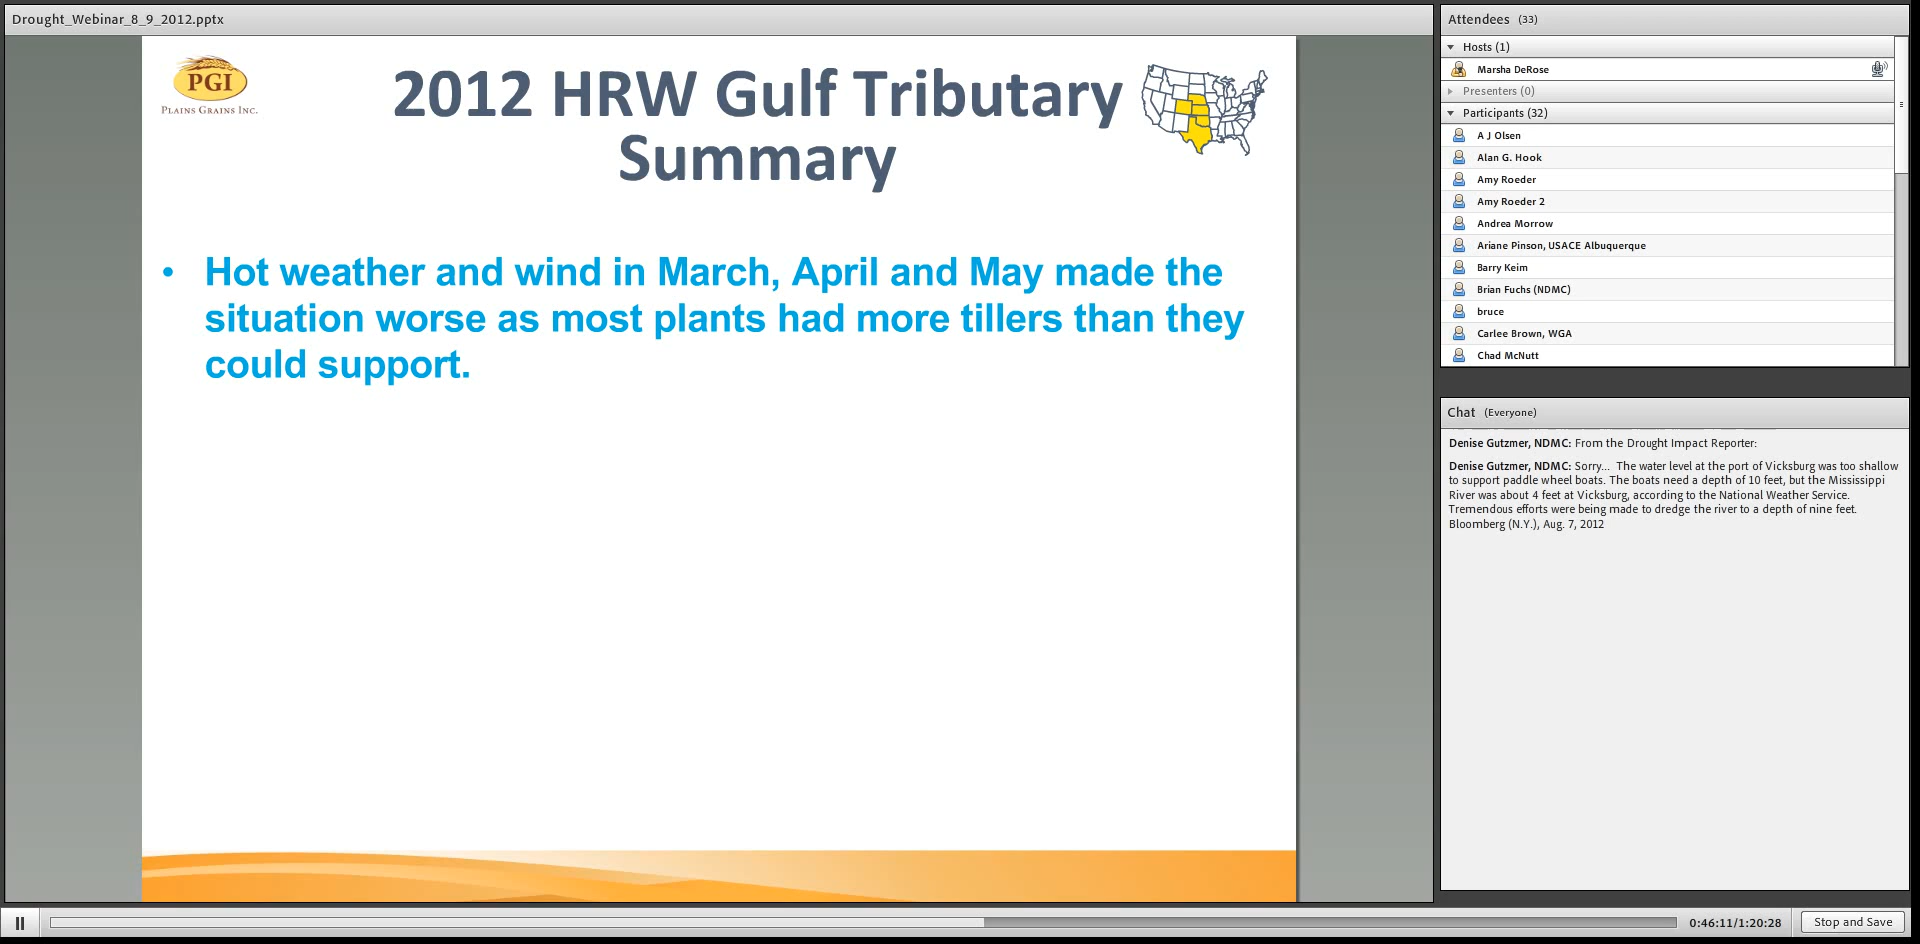 Drought_Webinar_8_9_2012.pptx
PGI
PLAINS GRAINS INC.
2012 HRW Gulf Tributary
Summary
• Hot weather and wind in March, April and May made the
situation worse as most plants had more tillers than they
could support.
Attendees (33)
Hosts (1)
Marsha DeRose
Presenters (0)
Participants (32)
A J Olsen
Alan G. Hook
Amy Roeder
Amy Roeder 2
Andrea Morrow
Ariane Pinson, USACE Albuquerque
Barry Keim
Brian Fuchs (NDMC)
bruce
Carlee Brown, WGA
Chad McNutt
Chat (Everyone)
Denise Gutzmer, NDMC: From the Drought Impact Reporter:
Denise Gutzmer, NDMC: Sorry... The water level at the port of Vicksburg was too shallow
to support paddle wheel boats. The boats need a depth of 10 feet, but the Mississippi
River was about 4 feet at Vicksburg, according to the National Weather Service.
Tremendous efforts were being made to dredge the river to a depth of nine feet.
Bloomberg (N.Y.), Aug. 7, 2012
0:46:11/1:20:28
Stop and Save